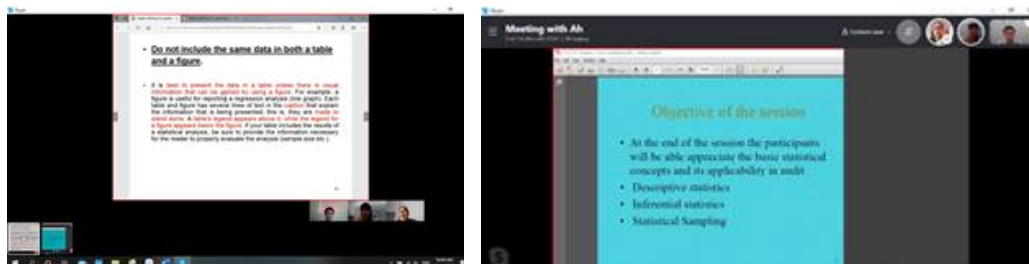 Skype
• Do not include the same data in both a table
and a figure.
• It is best to present the data in a table unless there is visual
information that can be gained by using a figure. For example, a
figure is useful for reporting a regression analysis (line graph). Each
table and figure has several lines of text in the caption that explain
the information that is being presented; this is, they are made to
stand alone. A table's legend appears above it, while the legend for
a figure appears below the figure. If your table includes the results of
a statistical analysis, be sure to provide the information necessary
for the reader to properly evaluate the analysis (sample size etc.).
Skype
Meeting with Ah
Objective of the session
• At the end of the session the participants
will be able appreciate the basic statistical
concepts and its applicability in audit
• Descriptive statistics
• Inferential statistics
• Statistical Sampling